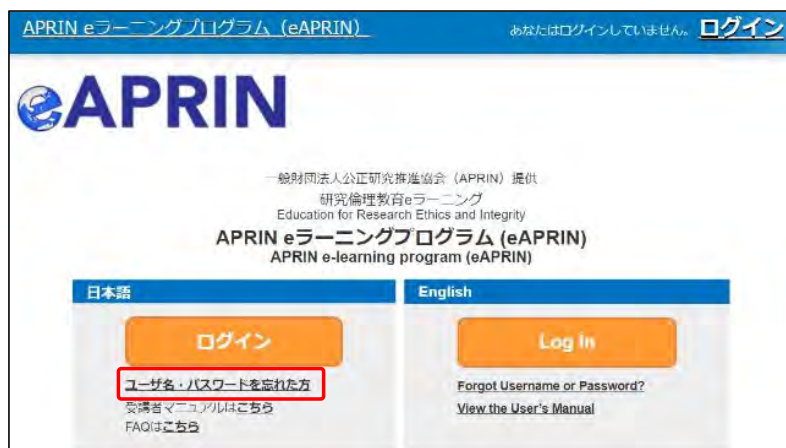 APRIN eラーニングプログラム（eAPRIN）
あなたはログインしていません。 ログイン
eAPRIN
一般財団法人公正研究推進協会（APRIN）提供
研究倫理教育eラーニング
Education for Research Ethics and Integrity
APRIN eラーニングプログラム (eAPRIN)
APRIN e-learning program (eAPRIN)
日本語
ログイン
ユーザ名・パスワードを忘れた方
受講者マニュアルはこちら
FAQはこちら
English
Log in
Forgot Username or Password?
View the User's Manual